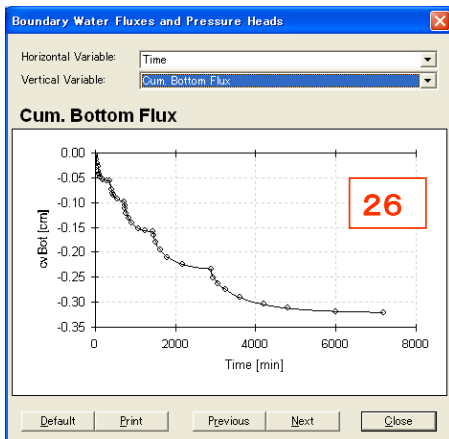 Boundary Water Fluxes and Pressure Heads
Horizontal Variable: Time
Vertical Variable: Cum. Bottom Flux
Cum. Bottom Flux
0.00
-0.05
-0.10
-0.15
-0.20
-0.25
-0.30
-0.35
cvBot [cm]
26
0 2000 4000 6000 8000
Time [min]
Default Print Previous Next Close